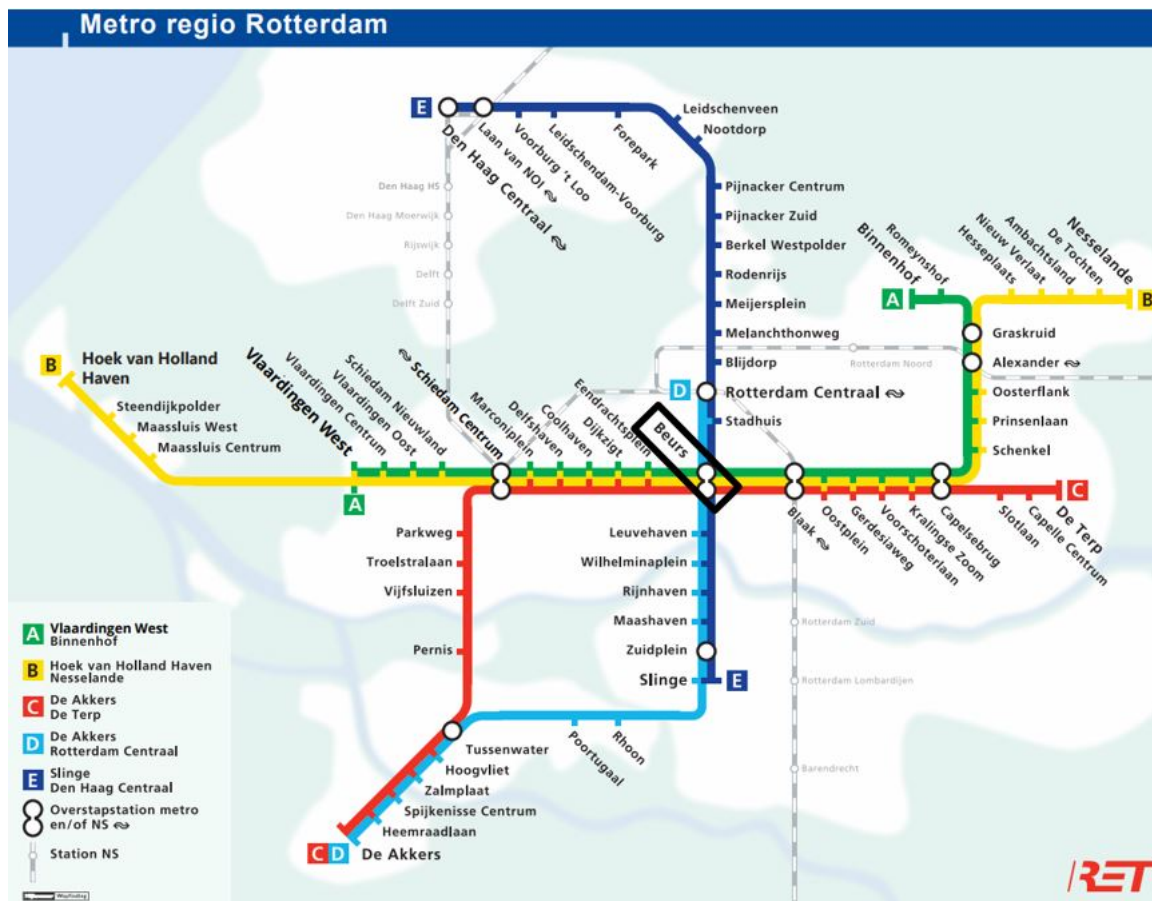 Metro regio Rotterdam
E
Den Haag Centraal
Laan van NOI
Voorburg 't Loo
Leidschendam-Voorburg
Forepark
Leidschenveen
Nootdorp
Den Haag HS
Den Haag Moerwijk
Rijswijk
Delft
Delft Zuid
Pijnacker Centrum
Pijnacker Zuid
Berkel Westpolder
Rodenrijs
Meijersplein
Melanchthonweg
Blijdorp
D
Rotterdam Centraal
Stadhuis
Rotterdam Noord
A
Binnenhof
Romeynshof
Hesseplaats
Nieuw Verlaat
Ambachtsland
De Tochten
Nesselande
B
Graskruid
Alexander
Oosterflank
Prinsenlaan
Schenkel
B
Hoek van Holland
Haven
Steendijkpolder
Maassluis West
Maassluis Centrum
Vlaardingen West
Vlaardingen Centrum
Vlaardingen Oost
Schiedam Nieuwland
Schiedam Centrum
Marconiplein
Delfshaven
Coolhaven
Dijkzigt
Eendrachtsplein
Beurs
A
Blaak
Oostplein
Gerdesiaweg
Voorschoterlaan
Kralingse Zoom
Capelsebrug
Slotlaan
Capelle Centrum
De Terp
C
Parkweg
Troelstralaan
Vijfsluizen
Pernis
Leuvehaven
Wilhelminaplein
Rijnhaven
Maashaven
Zuidplein
Slinge
E
Rotterdam Zuid
Rotterdam Lombardijen
Barendrecht
Tussenwater
Hoogvliet
Zalmplaat
Spijkenisse Centrum
Heemraadlaan
C D De Akkers
Poortugaal
Rhoon
A Vlaardingen West
Binnenhof
B Hoek van Holland Haven
Nesselande
C De Akkers
De Terp
D De Akkers
Rotterdam Centraal
E Slinge
Den Haag Centraal
Overstapstation metro
en/of NS
Station NS
RET